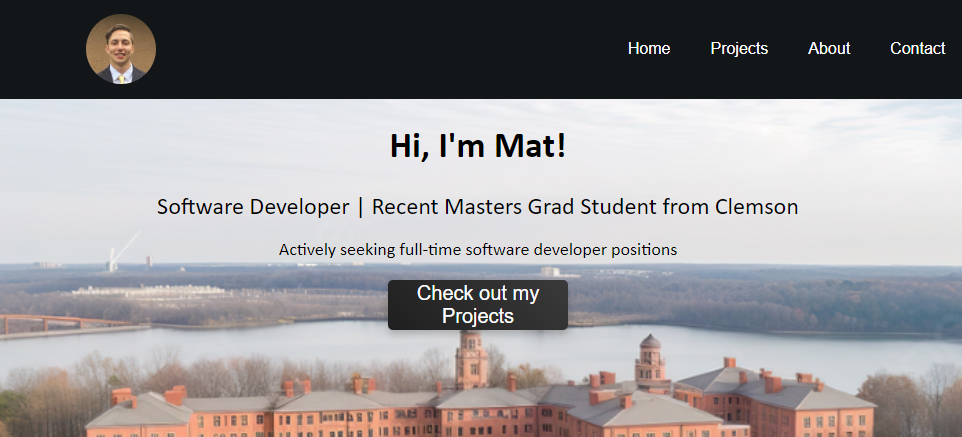 Home Projects About Contact
Hi, I'm Mat!
Software Developer | Recent Masters Grad Student from Clemson
Actively seeking full-time software developer positions
Check out my
Projects